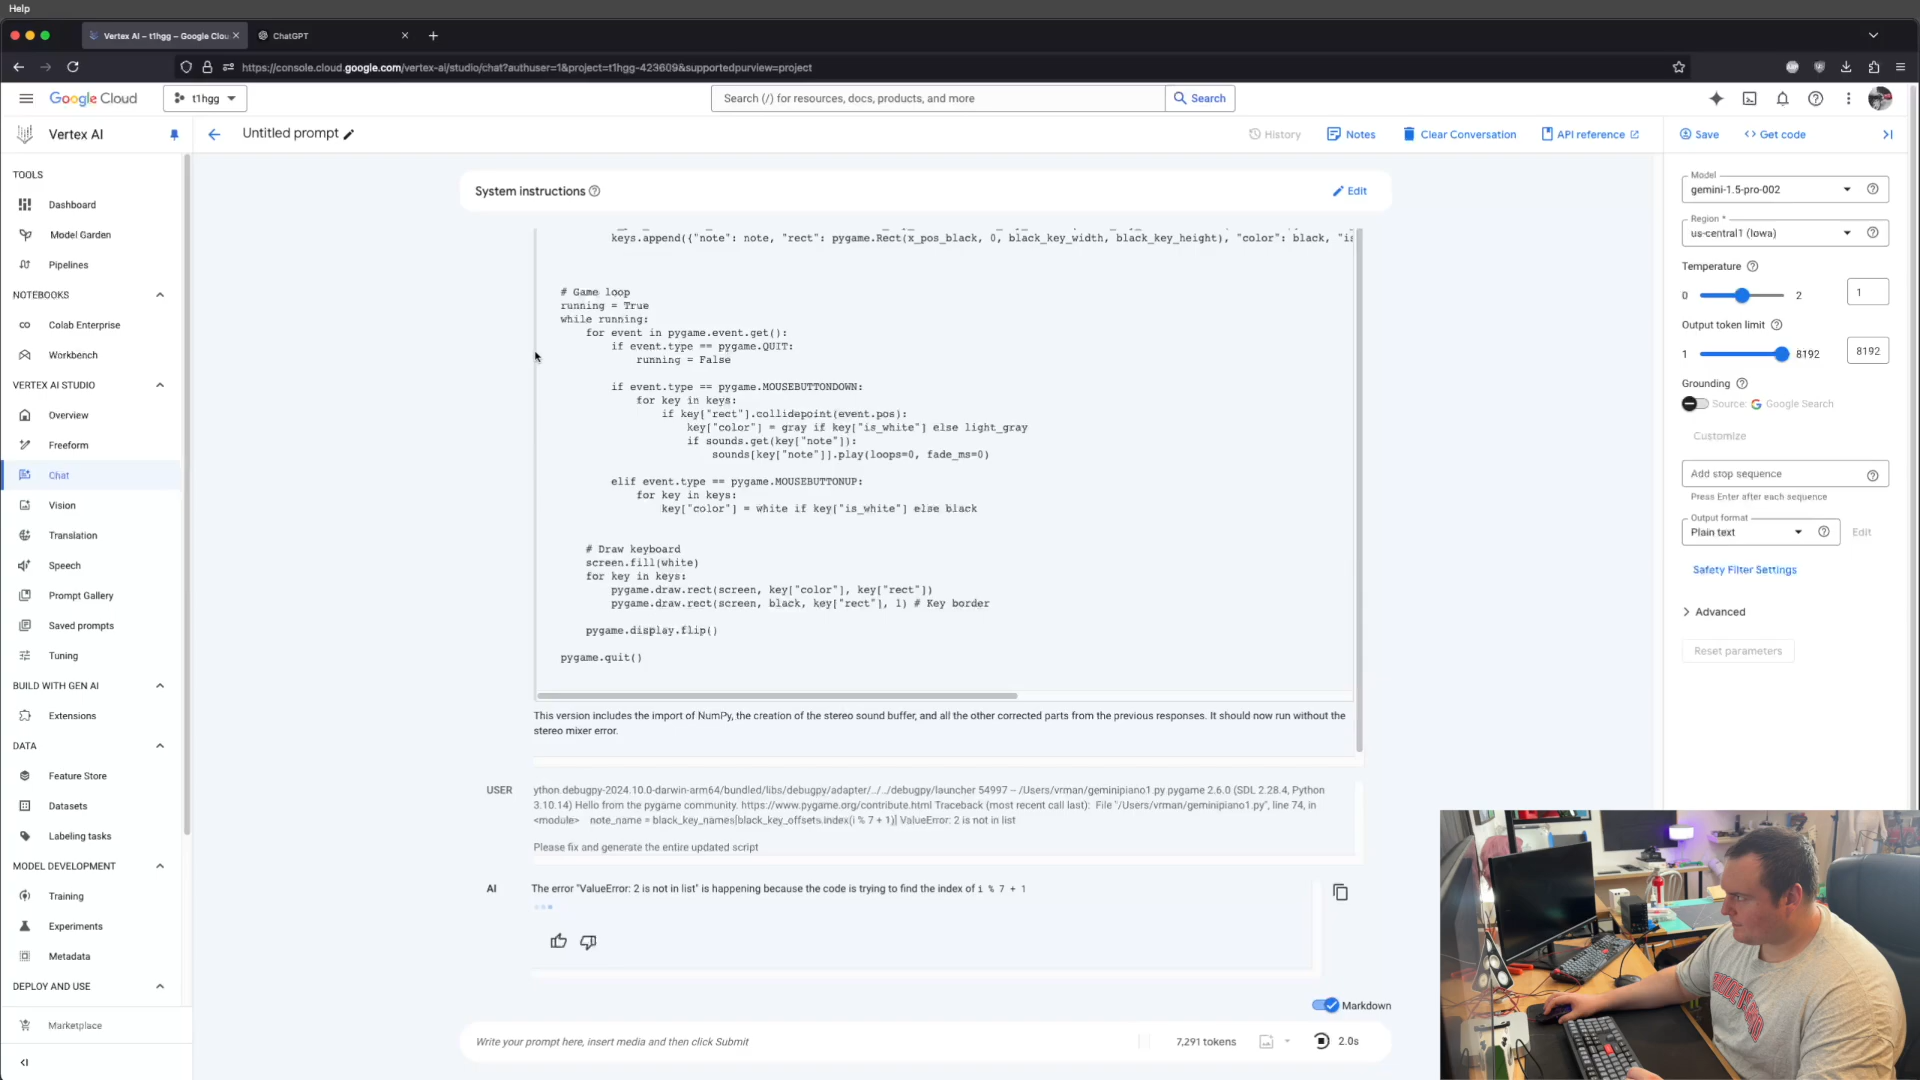 Help
Vertex AI – t1hgg – Google Clou
ChatGPT
https://console.cloud.google.com/vertex-ai/studio/chat?authuser=1&project=t1hgg-423609&supportedpurview=project
Google Cloud
t1hgg
Search (/) for resources, docs, products, and more
Search
Vertex AI
Untitled prompt
History
Notes
Clear Conversation
API reference
Save
Get code
TOOLS
Dashboard
Model Garden
Pipelines
NOTEBOOKS
Colab Enterprise
Workbench
VERTEX AI STUDIO
Overview
Freeform
Chat
Vision
Translation
Speech
Prompt Gallery
Saved prompts
Tuning
BUILD WITH GEN AI
Extensions
DATA
Feature Store
Datasets
Labeling tasks
MODEL DEVELOPMENT
Training
Experiments
Metadata
DEPLOY AND USE
Marketplace
System instructions
Edit
keys.append({"note": note, "rect": pygame.Rect(x_pos_black, 0, black_key_width, black_key_height), "color": black, "is
# Game loop
running = True
while running:
for event in pygame.event.get():
if event.type == pygame.QUIT:
running = False
if event.type == pygame.MOUSEBUTTONDOWN:
for key in keys:
if key["rect"].collidepoint(event.pos):
key["color"] = gray if key["is_white"] else light_gray
if sounds.get(key["note"]):
sounds[key["note"]].play(loops=0, fade_ms=0)
elif event.type == pygame.MOUSEBUTTONUP:
for key in keys:
key["color"] = white if key["is_white"] else black
# Draw keyboard
screen.fill(white)
for key in keys:
pygame.draw.rect(screen, key["color"], key["rect"])
pygame.draw.rect(screen, black, key["rect"], 1) # Key border
pygame.display.flip()
pygame.quit()
This version includes the import of NumPy, the creation of the stereo sound buffer, and all the other corrected parts from the previous responses. It should now run without the
stereo mixer error.
USER
ython.debugpy-2024.10.0-darwin-arm64/bundled/libs/debugpy/adapter/../../debugpy/launcher 54997 -- /Users/vrman/geminipiano1.py pygame 2.6.0 (SDL 2.28.4, Python
3.10.14) Hello from the pygame community. https://www.pygame.org/contribute.html Traceback (most recent call last): File "/Users/vrman/geminipiano1.py", line 74, in
<module> note_name = black_key_names[black_key_offsets.index(i % 7 + 1)] ValueError: 2 is not in list
Please fix and generate the entire updated script
AI
The error "ValueError: 2 is not in list" is happening because the code is trying to find the index of i % 7 + 1
Markdown
Write your prompt here, insert media and then click Submit
7,291 tokens
2.0s
Model
gemini-1.5-pro-002
Region *
us-central1 (Iowa)
Temperature
0
2
1
Output token limit
1
8192
8192
Grounding
Source: Google Search
Customize
Add stop sequence
Press Enter after each sequence
Output format
Plain text
Edit
Safety Filter Settings
Advanced
Reset parameters